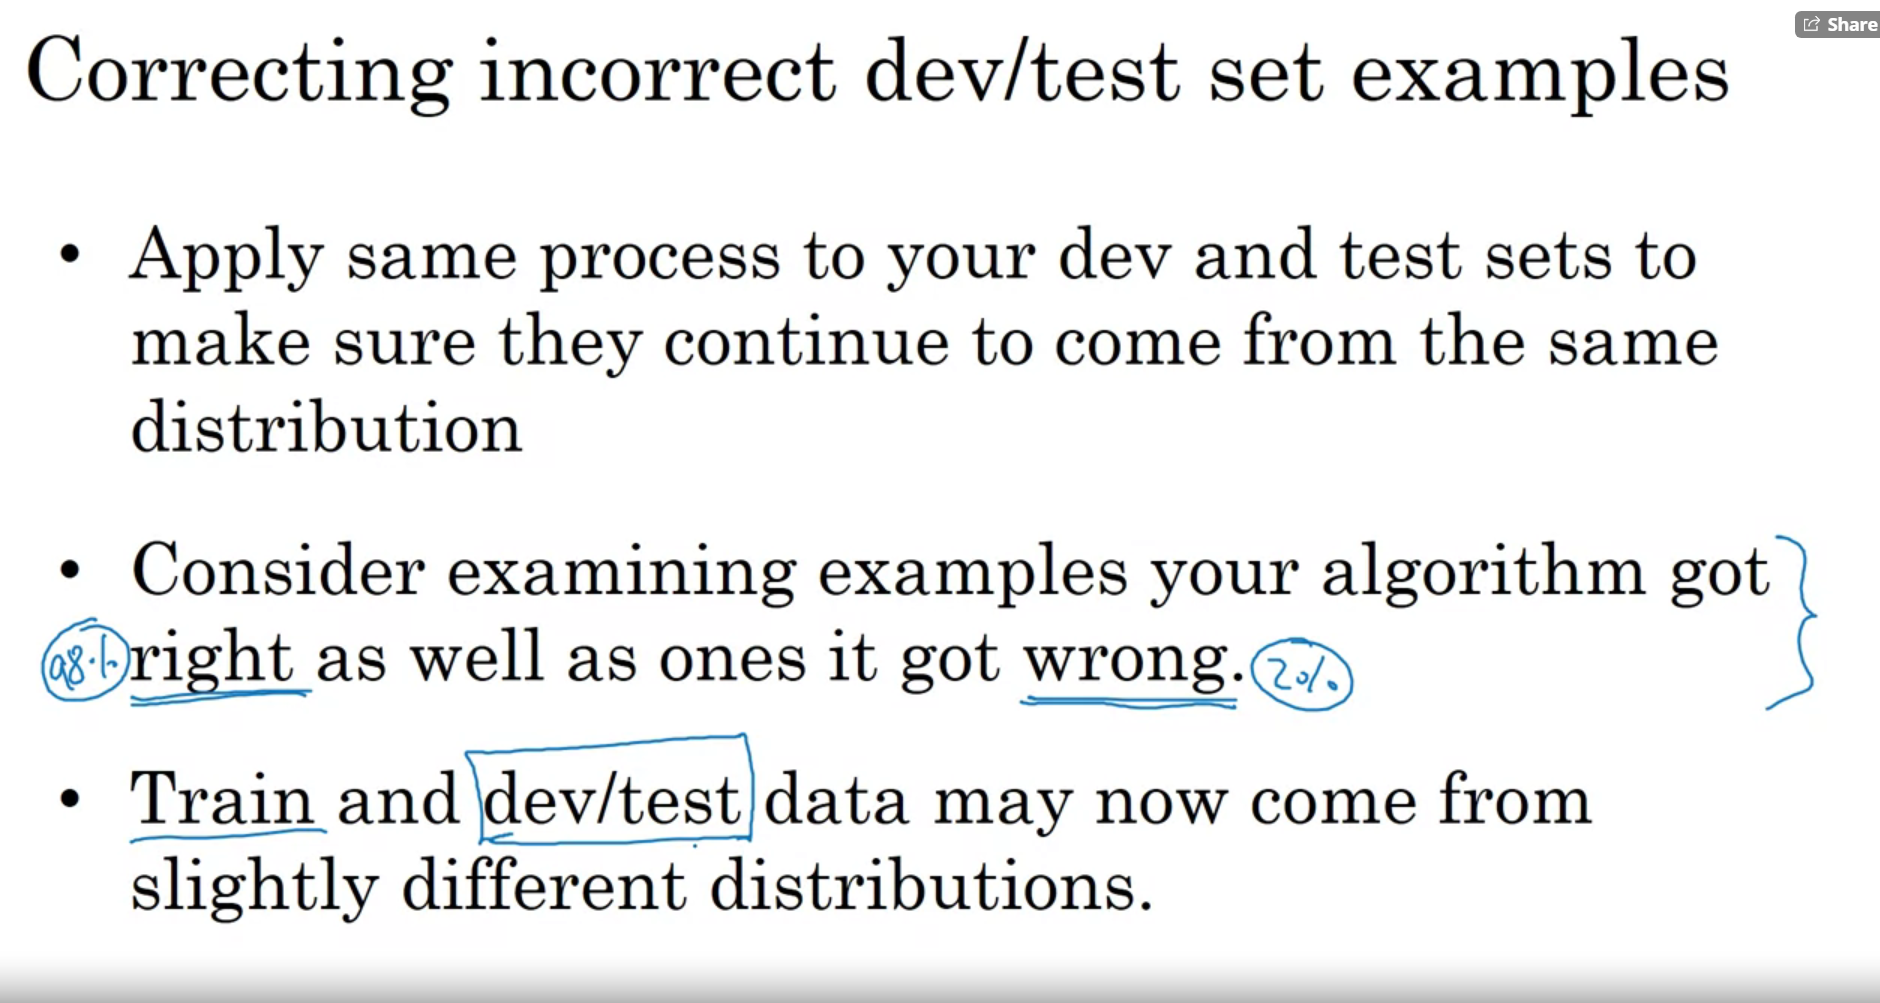 Share
Correcting incorrect dev/test set examples
• Apply same process to your dev and test sets to
make sure they continue to come from the same
distribution
• Consider examining examples your algorithm got
98% right as well as ones it got wrong. 2%
• Train and dev/test data may now come from
slightly different distributions.